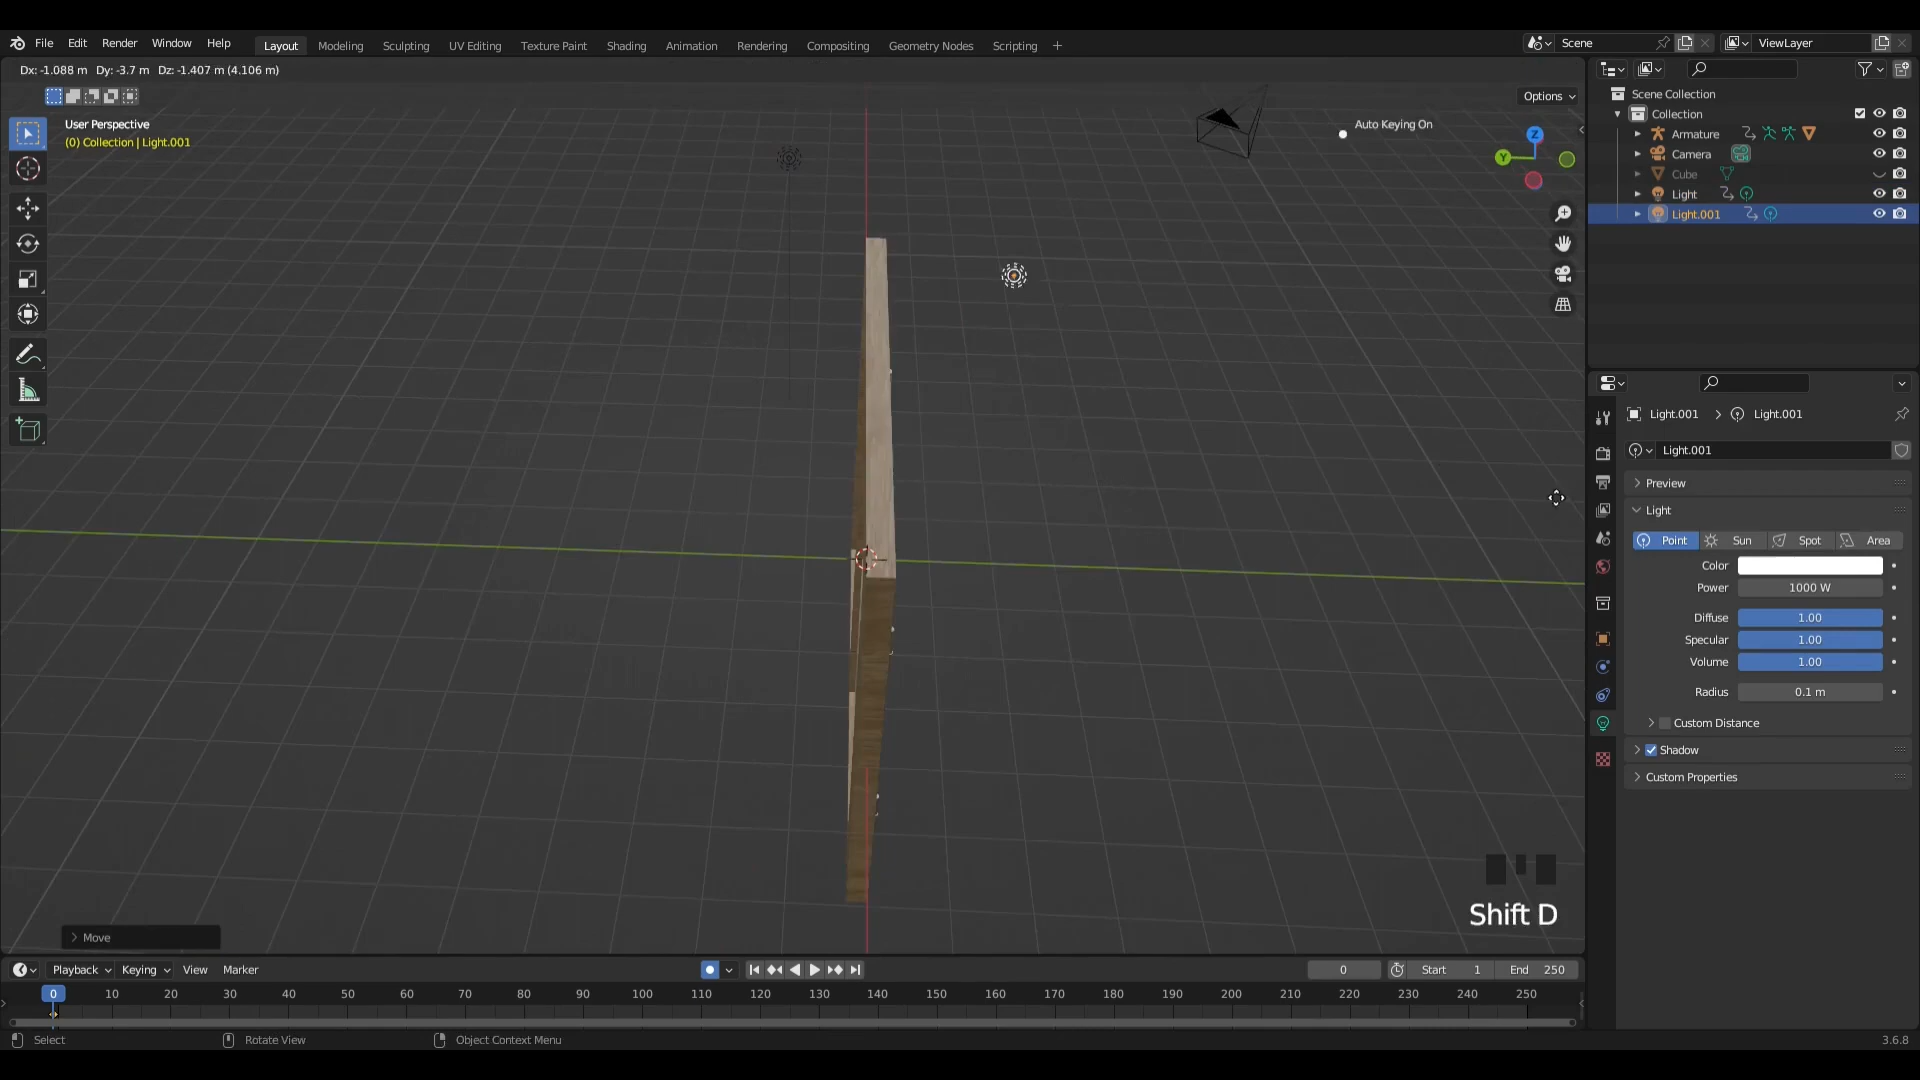 File Edit Render Window Help Layout Modeling Sculpting UV Editing Texture Paint Shading Animation Rendering Compositing Geometry Nodes Scripting + Scene ViewLayer
Dx: -1.088 m Dy: -3.7 m Dz: -1.407 m (4.106 m)
Options
User Perspective
(0) Collection | Light.001
Auto Keying On
Z
Y
Scene Collection
Collection
Armature
Camera
Cube
Light
Light.001
Light.001 > Light.001
Light.001
Preview
Light
Point Sun Spot Area
Color
Power 1000 W
Diffuse 1.00
Specular 1.00
Volume 1.00
Radius 0.1 m
Custom Distance
Shadow
Custom Properties
Shift D
Move
Playback Keying View Marker 0 Start 1 End 250
0 10 20 30 40 50 60 70 80 90 100 110 120 130 140 150 160 170 180 190 200 210 220 230 240 250
Select Rotate View Object Context Menu 3.6.8